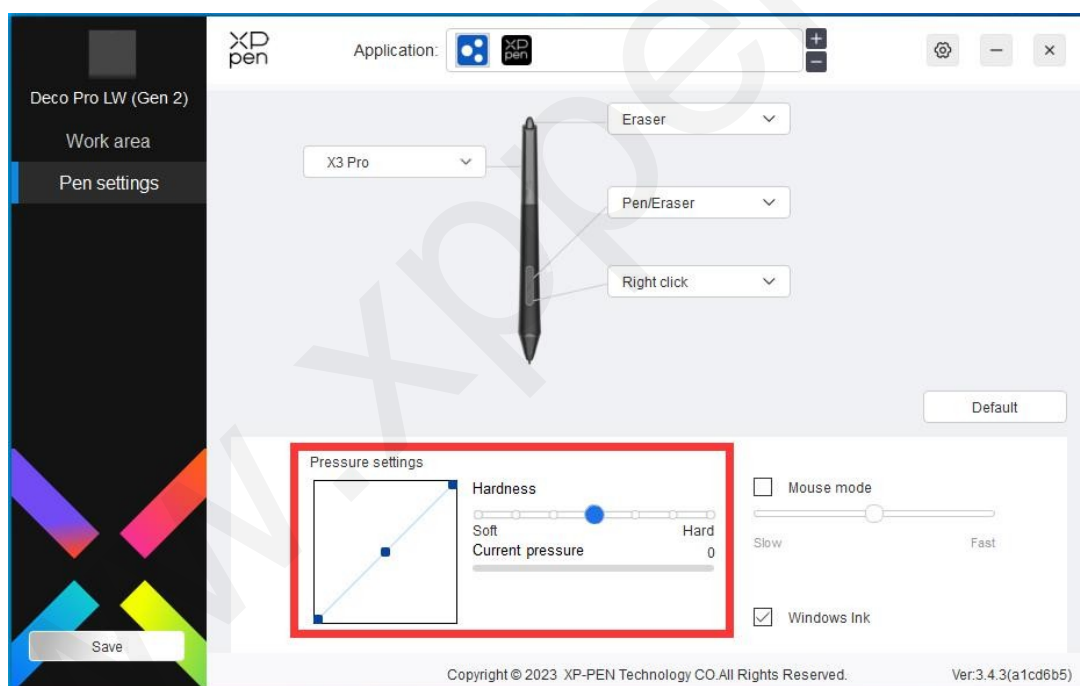 XP
pen
Application:
XP
pen
+
−
Deco Pro LW (Gen 2)
Work area
Pen settings
Eraser
X3 Pro
Pen/Eraser
Right click
Default
Pressure settings
Hardness
Soft Hard
Current pressure 0
Mouse mode
Slow Fast
Windows Ink
Save
Copyright © 2023 XP-PEN Technology CO.All Rights Reserved.
Ver:3.4.3(a1cd6b5)